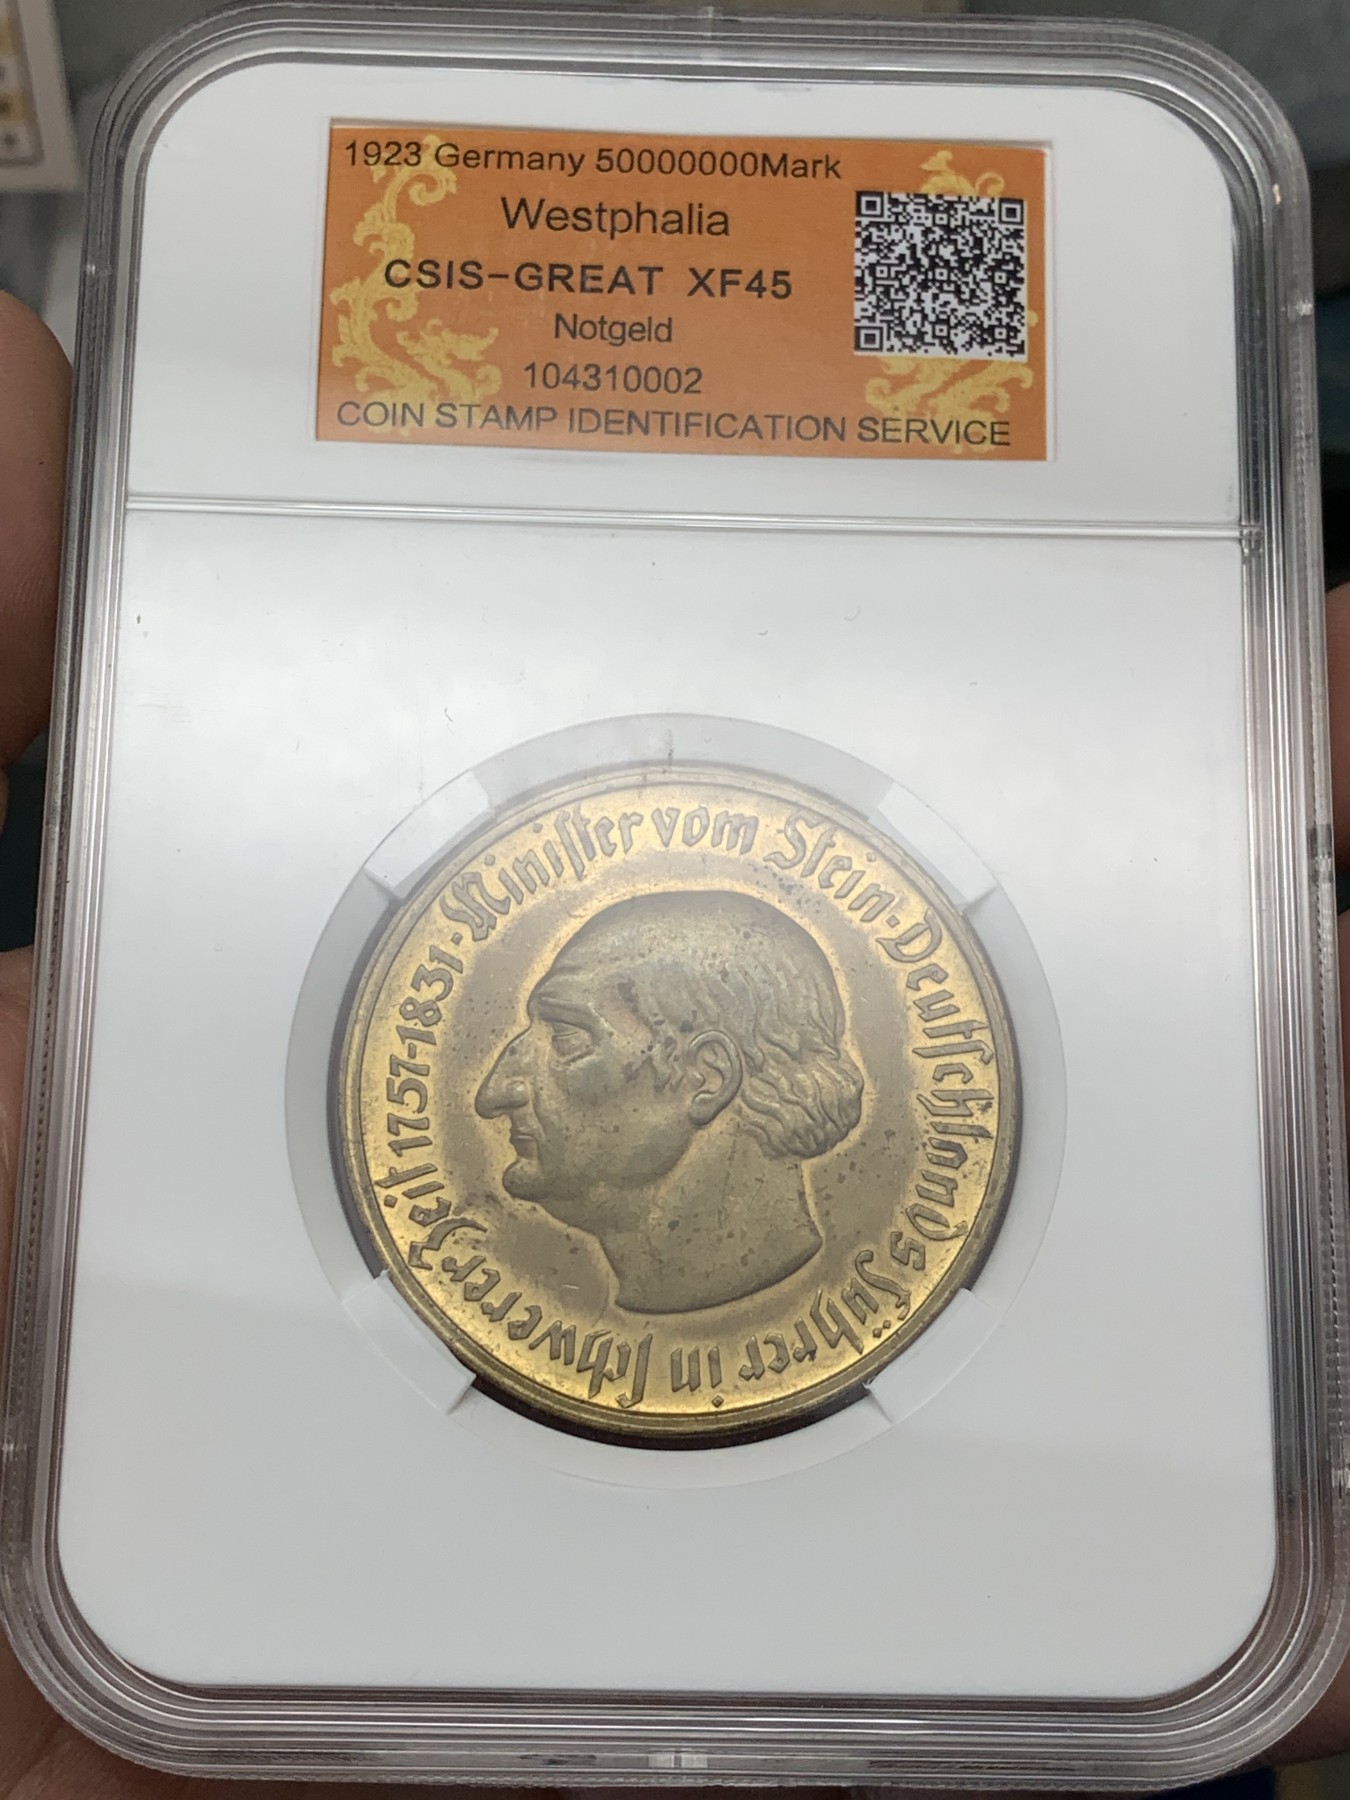 1923 Germany 50000000Mark
Westphalia
CSIS-GREAT XF45
Notgeld
104310002
COIN STAMP IDENTIFICATION SERVICE
Minister vom Stein · Deutschlands Führer in schwerer Zeit 1757-1831 ·